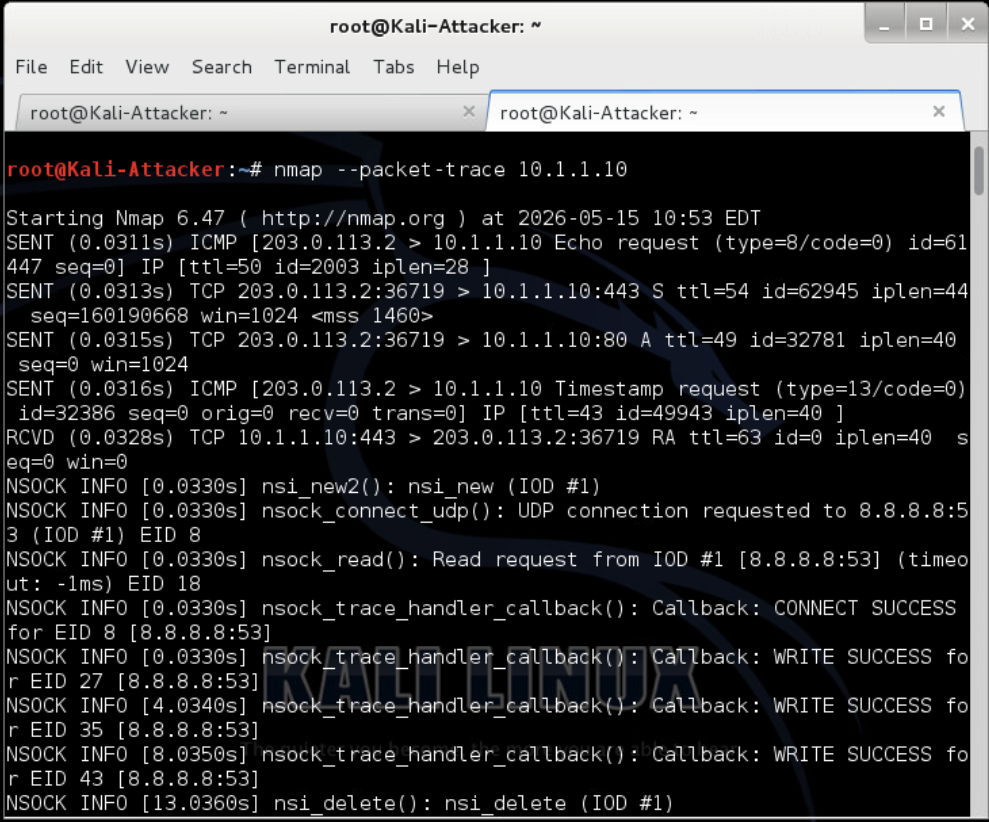 root@Kali-Attacker: ~
File Edit View Search Terminal Tabs Help
root@Kali-Attacker: ~ × root@Kali-Attacker: ~ ×
root@Kali-Attacker:~# nmap --packet-trace 10.1.1.10
Starting Nmap 6.47 ( http://nmap.org ) at 2026-05-15 10:53 EDT
SENT (0.0311s) ICMP [203.0.113.2 > 10.1.1.10 Echo request (type=8/code=0) id=61
447 seq=0] IP [ttl=50 id=2003 iplen=28 ]
SENT (0.0313s) TCP 203.0.113.2:36719 > 10.1.1.10:443 S ttl=54 id=62945 iplen=44
  seq=160190668 win=1024 <mss 1460>
SENT (0.0315s) TCP 203.0.113.2:36719 > 10.1.1.10:80 A ttl=49 id=32781 iplen=40
 seq=0 win=1024
SENT (0.0316s) ICMP [203.0.113.2 > 10.1.1.10 Timestamp request (type=13/code=0)
 id=32386 seq=0 orig=0 recv=0 trans=0] IP [ttl=43 id=49943 iplen=40 ]
RCVD (0.0328s) TCP 10.1.1.10:443 > 203.0.113.2:36719 RA ttl=63 id=0 iplen=40  s
eq=0 win=0
NSOCK INFO [0.0330s] nsi_new2(): nsi_new (IOD #1)
NSOCK INFO [0.0330s] nsock_connect_udp(): UDP connection requested to 8.8.8.8:5
3 (IOD #1) EID 8
NSOCK INFO [0.0330s] nsock_read(): Read request from IOD #1 [8.8.8.8:53] (timeo
ut: -1ms) EID 18
NSOCK INFO [0.0330s] nsock_trace_handler_callback(): Callback: CONNECT SUCCESS
for EID 8 [8.8.8.8:53]
NSOCK INFO [0.0330s] nsock_trace_handler_callback(): Callback: WRITE SUCCESS fo
r EID 27 [8.8.8.8:53]
KALI LINUX
NSOCK INFO [4.0340s] nsock_trace_handler_callback(): Callback: WRITE SUCCESS fo
r EID 35 [8.8.8.8:53]
The quieter you become, the more you are able to hear
NSOCK INFO [8.0350s] nsock_trace_handler_callback(): Callback: WRITE SUCCESS fo
r EID 43 [8.8.8.8:53]
NSOCK INFO [13.0360s] nsi_delete(): nsi_delete (IOD #1)